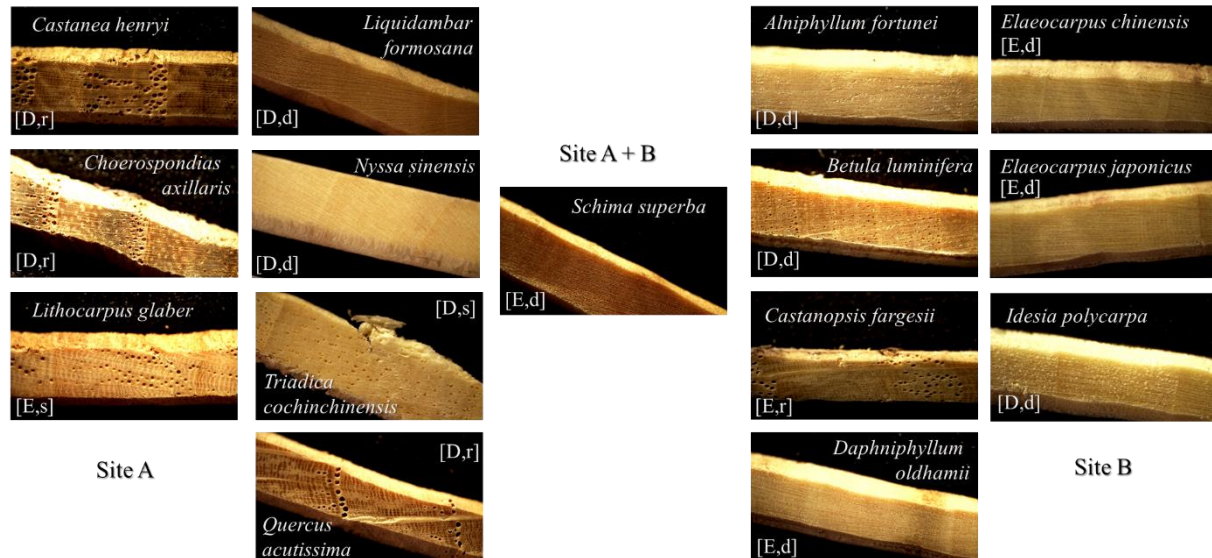 Castanea henryi
[D,r]
Liquidambar
formosana
[D,d]
Choerospondias
axillaris
[D,r]
Nyssa sinensis
[D,d]
Lithocarpus glaber
[E,s]
[D,s]
Triadica
cochinchinensis
Site A
[D,r]
Quercus
acutissima
Site A + B
Schima superba
[E,d]
Alniphyllum fortunei
[D,d]
Elaeocarpus chinensis
[E,d]
Betula luminifera
[D,d]
Elaeocarpus japonicus
[E,d]
Castanopsis fargesii
[E,r]
Idesia polycarpa
[D,d]
Daphniphyllum
oldhamii
[E,d]
Site B